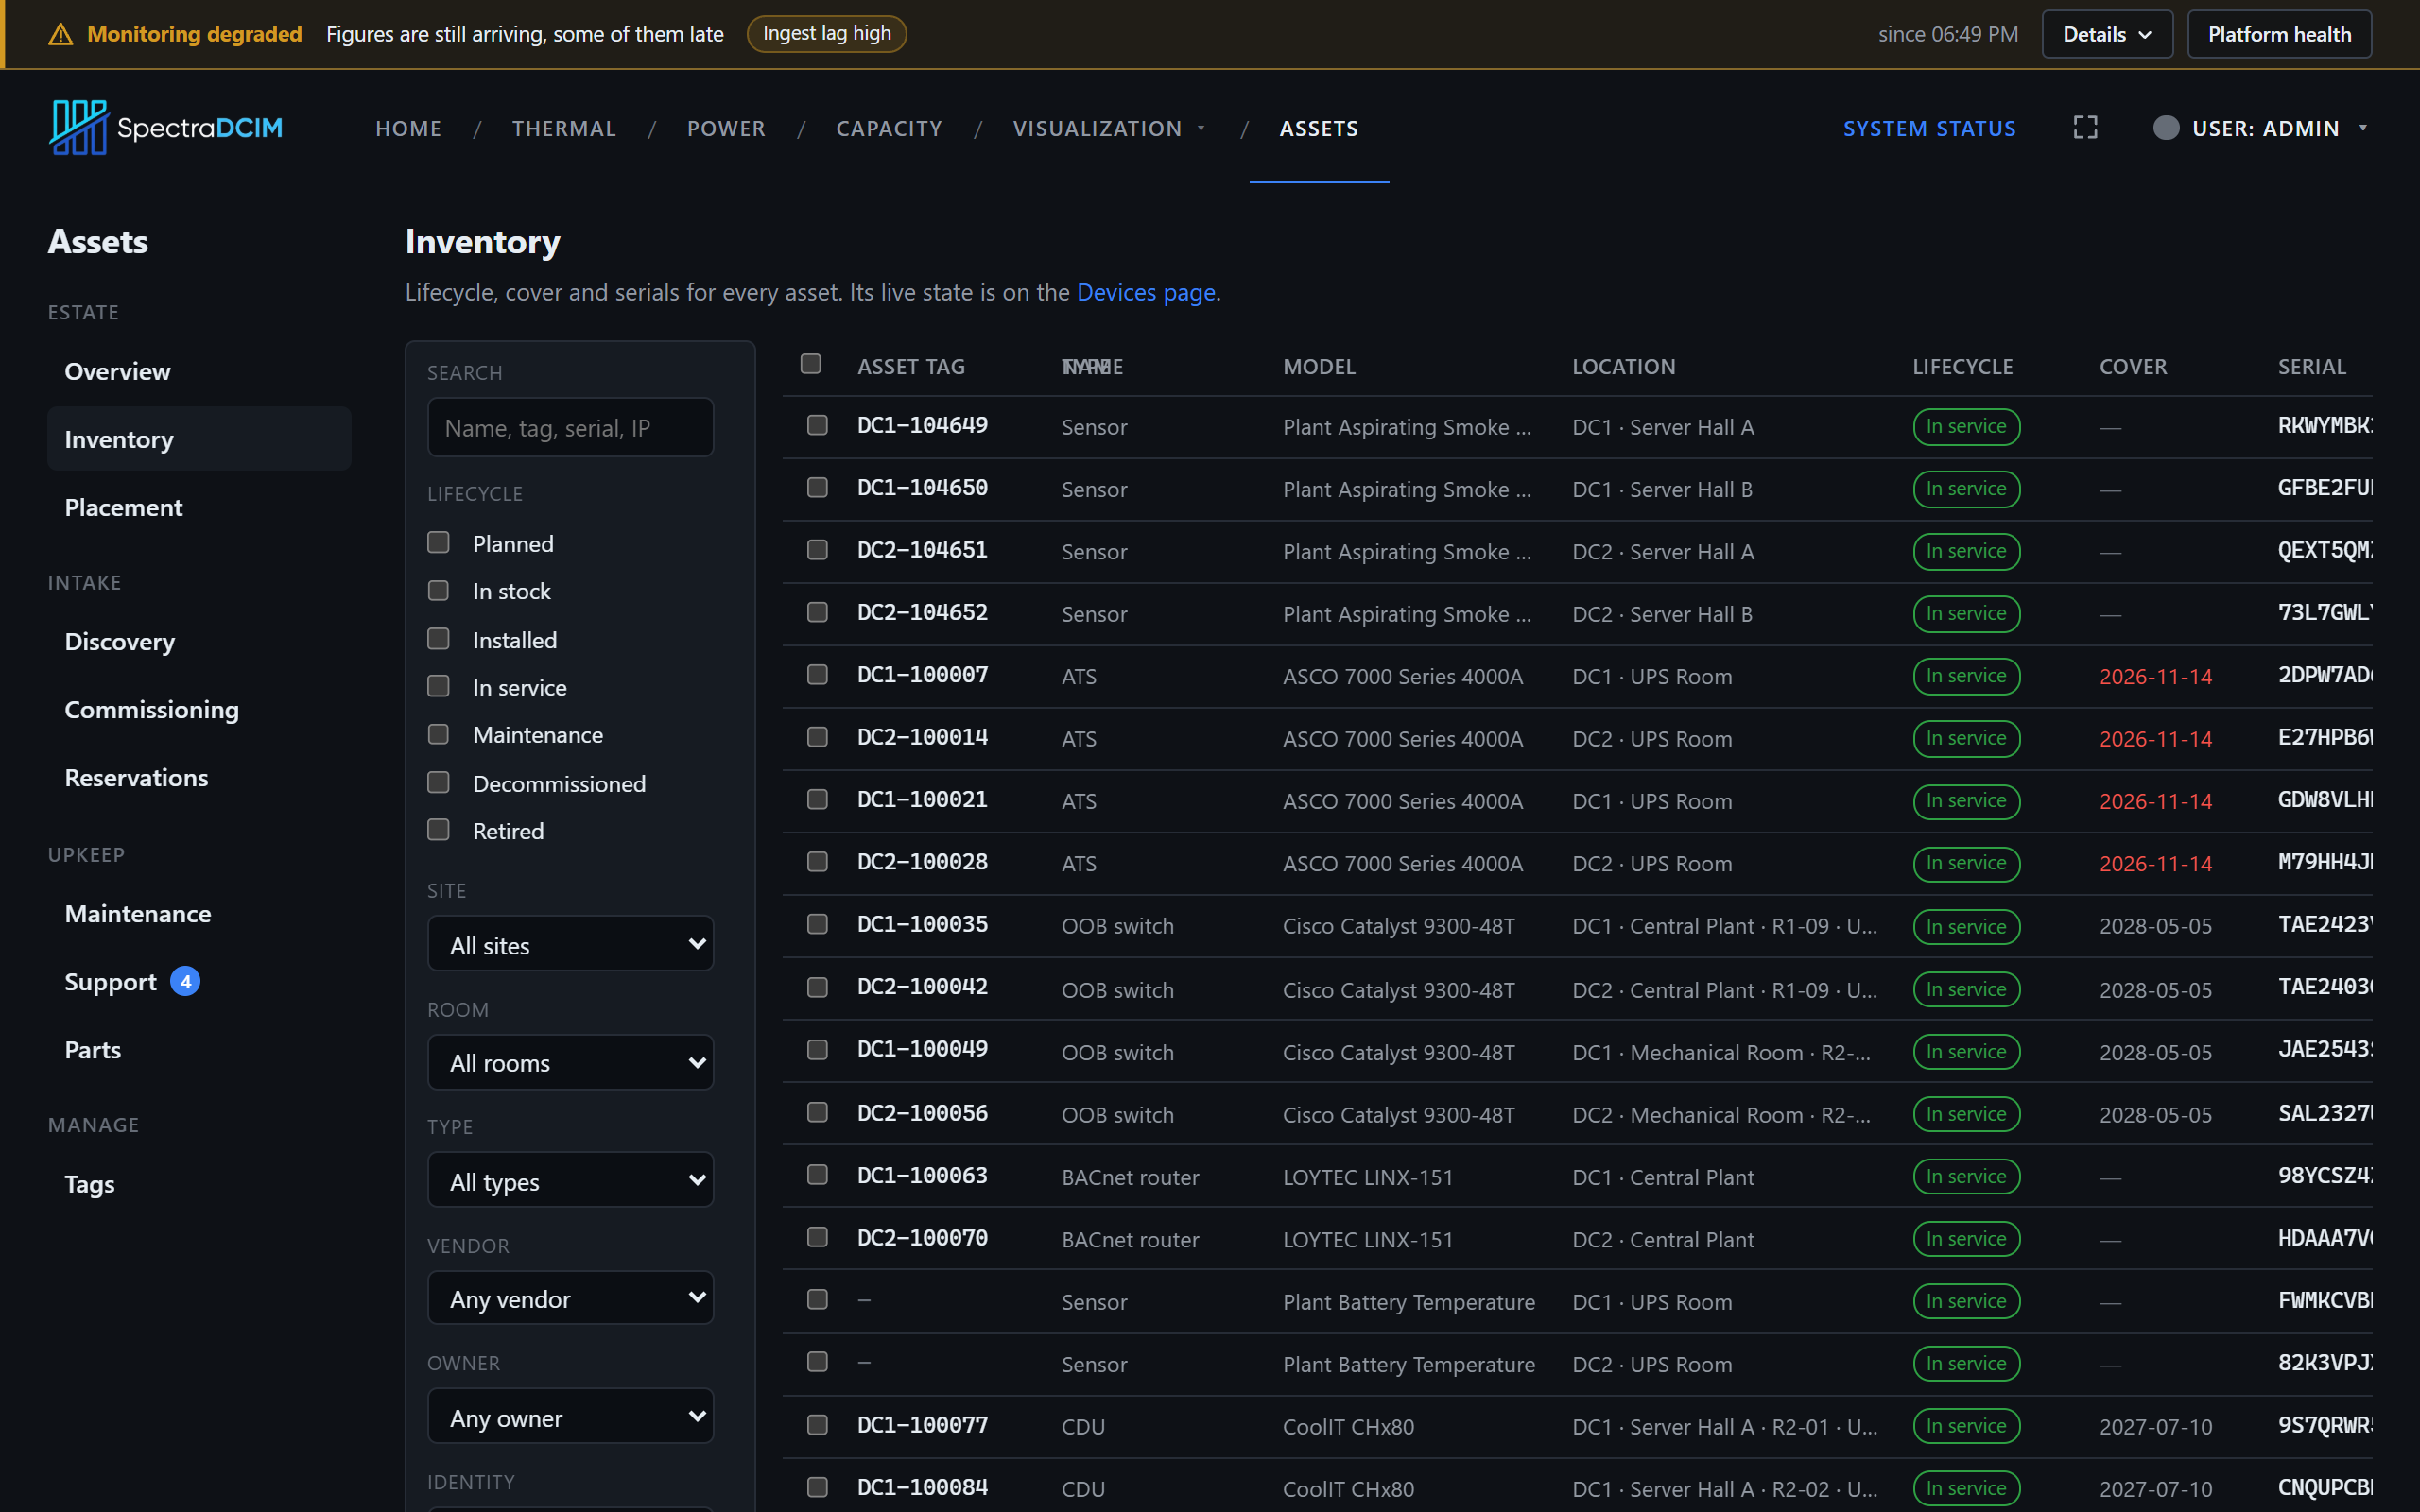 Monitoring degraded Figures are still arriving, some of them late Ingest lag high since 06:49 PM Details Platform health
SpectraDCIM HOME / THERMAL / POWER / CAPACITY / VISUALIZATION / ASSETS SYSTEM STATUS USER: ADMIN
Assets
ESTATE
Overview
Inventory
Placement
INTAKE
Discovery
Commissioning
Reservations
UPKEEP
Maintenance
Support 4
Parts
MANAGE
Tags
Inventory
Lifecycle, cover and serials for every asset. Its live state is on the Devices page.
SEARCH
Name, tag, serial, IP
LIFECYCLE
Planned
In stock
Installed
In service
Maintenance
Decommissioned
Retired
SITE
All sites
ROOM
All rooms
TYPE
All types
VENDOR
Any vendor
OWNER
Any owner
IDENTITY
ASSET TAG MODEL LOCATION LIFECYCLE COVER SERIAL
DC1-104649 Sensor Plant Aspirating Smoke ... DC1 · Server Hall A In service — RKWYMBK
DC1-104650 Sensor Plant Aspirating Smoke ... DC1 · Server Hall B In service — GFBE2FU
DC2-104651 Sensor Plant Aspirating Smoke ... DC2 · Server Hall A In service — QEXT5QM
DC2-104652 Sensor Plant Aspirating Smoke ... DC2 · Server Hall B In service — 73L7GWL
DC1-100007 ATS ASCO 7000 Series 4000A DC1 · UPS Room In service 2026-11-14 2DPW7AD
DC2-100014 ATS ASCO 7000 Series 4000A DC2 · UPS Room In service 2026-11-14 E27HPB6
DC1-100021 ATS ASCO 7000 Series 4000A DC1 · UPS Room In service 2026-11-14 GDW8VLH
DC2-100028 ATS ASCO 7000 Series 4000A DC2 · UPS Room In service 2026-11-14 M79HH4J
DC1-100035 OOB switch Cisco Catalyst 9300-48T DC1 · Central Plant · R1-09 · U... In service 2028-05-05 TAE2423
DC2-100042 OOB switch Cisco Catalyst 9300-48T DC2 · Central Plant · R1-09 · U... In service 2028-05-05 TAE2403
DC1-100049 OOB switch Cisco Catalyst 9300-48T DC1 · Mechanical Room · R2-... In service 2028-05-05 JAE2543
DC2-100056 OOB switch Cisco Catalyst 9300-48T DC2 · Mechanical Room · R2-... In service 2028-05-05 SAL2327
DC1-100063 BACnet router LOYTEC LINX-151 DC1 · Central Plant In service — 98YCSZ4
DC2-100070 BACnet router LOYTEC LINX-151 DC2 · Central Plant In service — HDAAA7V
– Sensor Plant Battery Temperature DC1 · UPS Room In service — FWMKCVB
– Sensor Plant Battery Temperature DC2 · UPS Room In service — 82K3VPJ
DC1-100077 CDU CoolIT CHx80 DC1 · Server Hall A · R2-01 · U... In service 2027-07-10 9S7QRWR
DC1-100084 CDU CoolIT CHx80 DC1 · Server Hall A · R2-02 · U... In service 2027-07-10 CNQUPCB